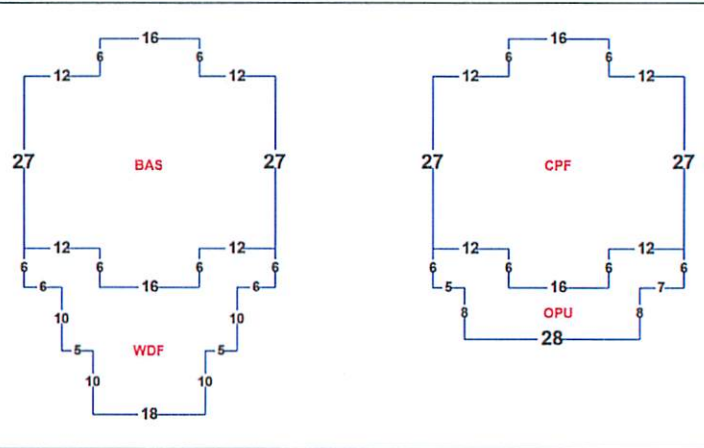 16 16
6 6 6 6
12 12 12 12
27 BAS 27 27 CPF 27
12 12 12 12
6 6 6 6 6 6 6 6
6 16 6 5 16 7
10 10 8 OPU 8
28
5 WDF 5
10 10
18